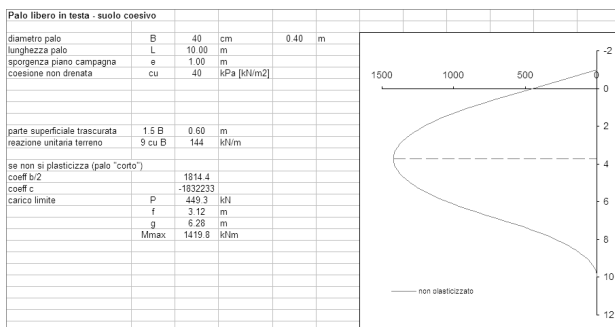 Palo libero in testa - suolo coesivo
diametro palo B 40 cm 0.40 m
lunghezza palo L 10.00 m
sporgenza piano campagna e 1.00 m
coesione non drenata cu 40 kPa [kN/m2]
parte superficiale trascurata 1.5 B 0.60 m
reazione unitaria terreno 9 cu B 144 kN/m
se non si plasticizza (palo "corto")
coeff b/2 1814.4
coeff c -1832233
carico limite P 449.3 kN
f 3.12 m
g 6.28 m
Mmax 1419.8 kNm
1500 1000 500 0
-2
0
2
4
6
8
10
12
non plasticizzato